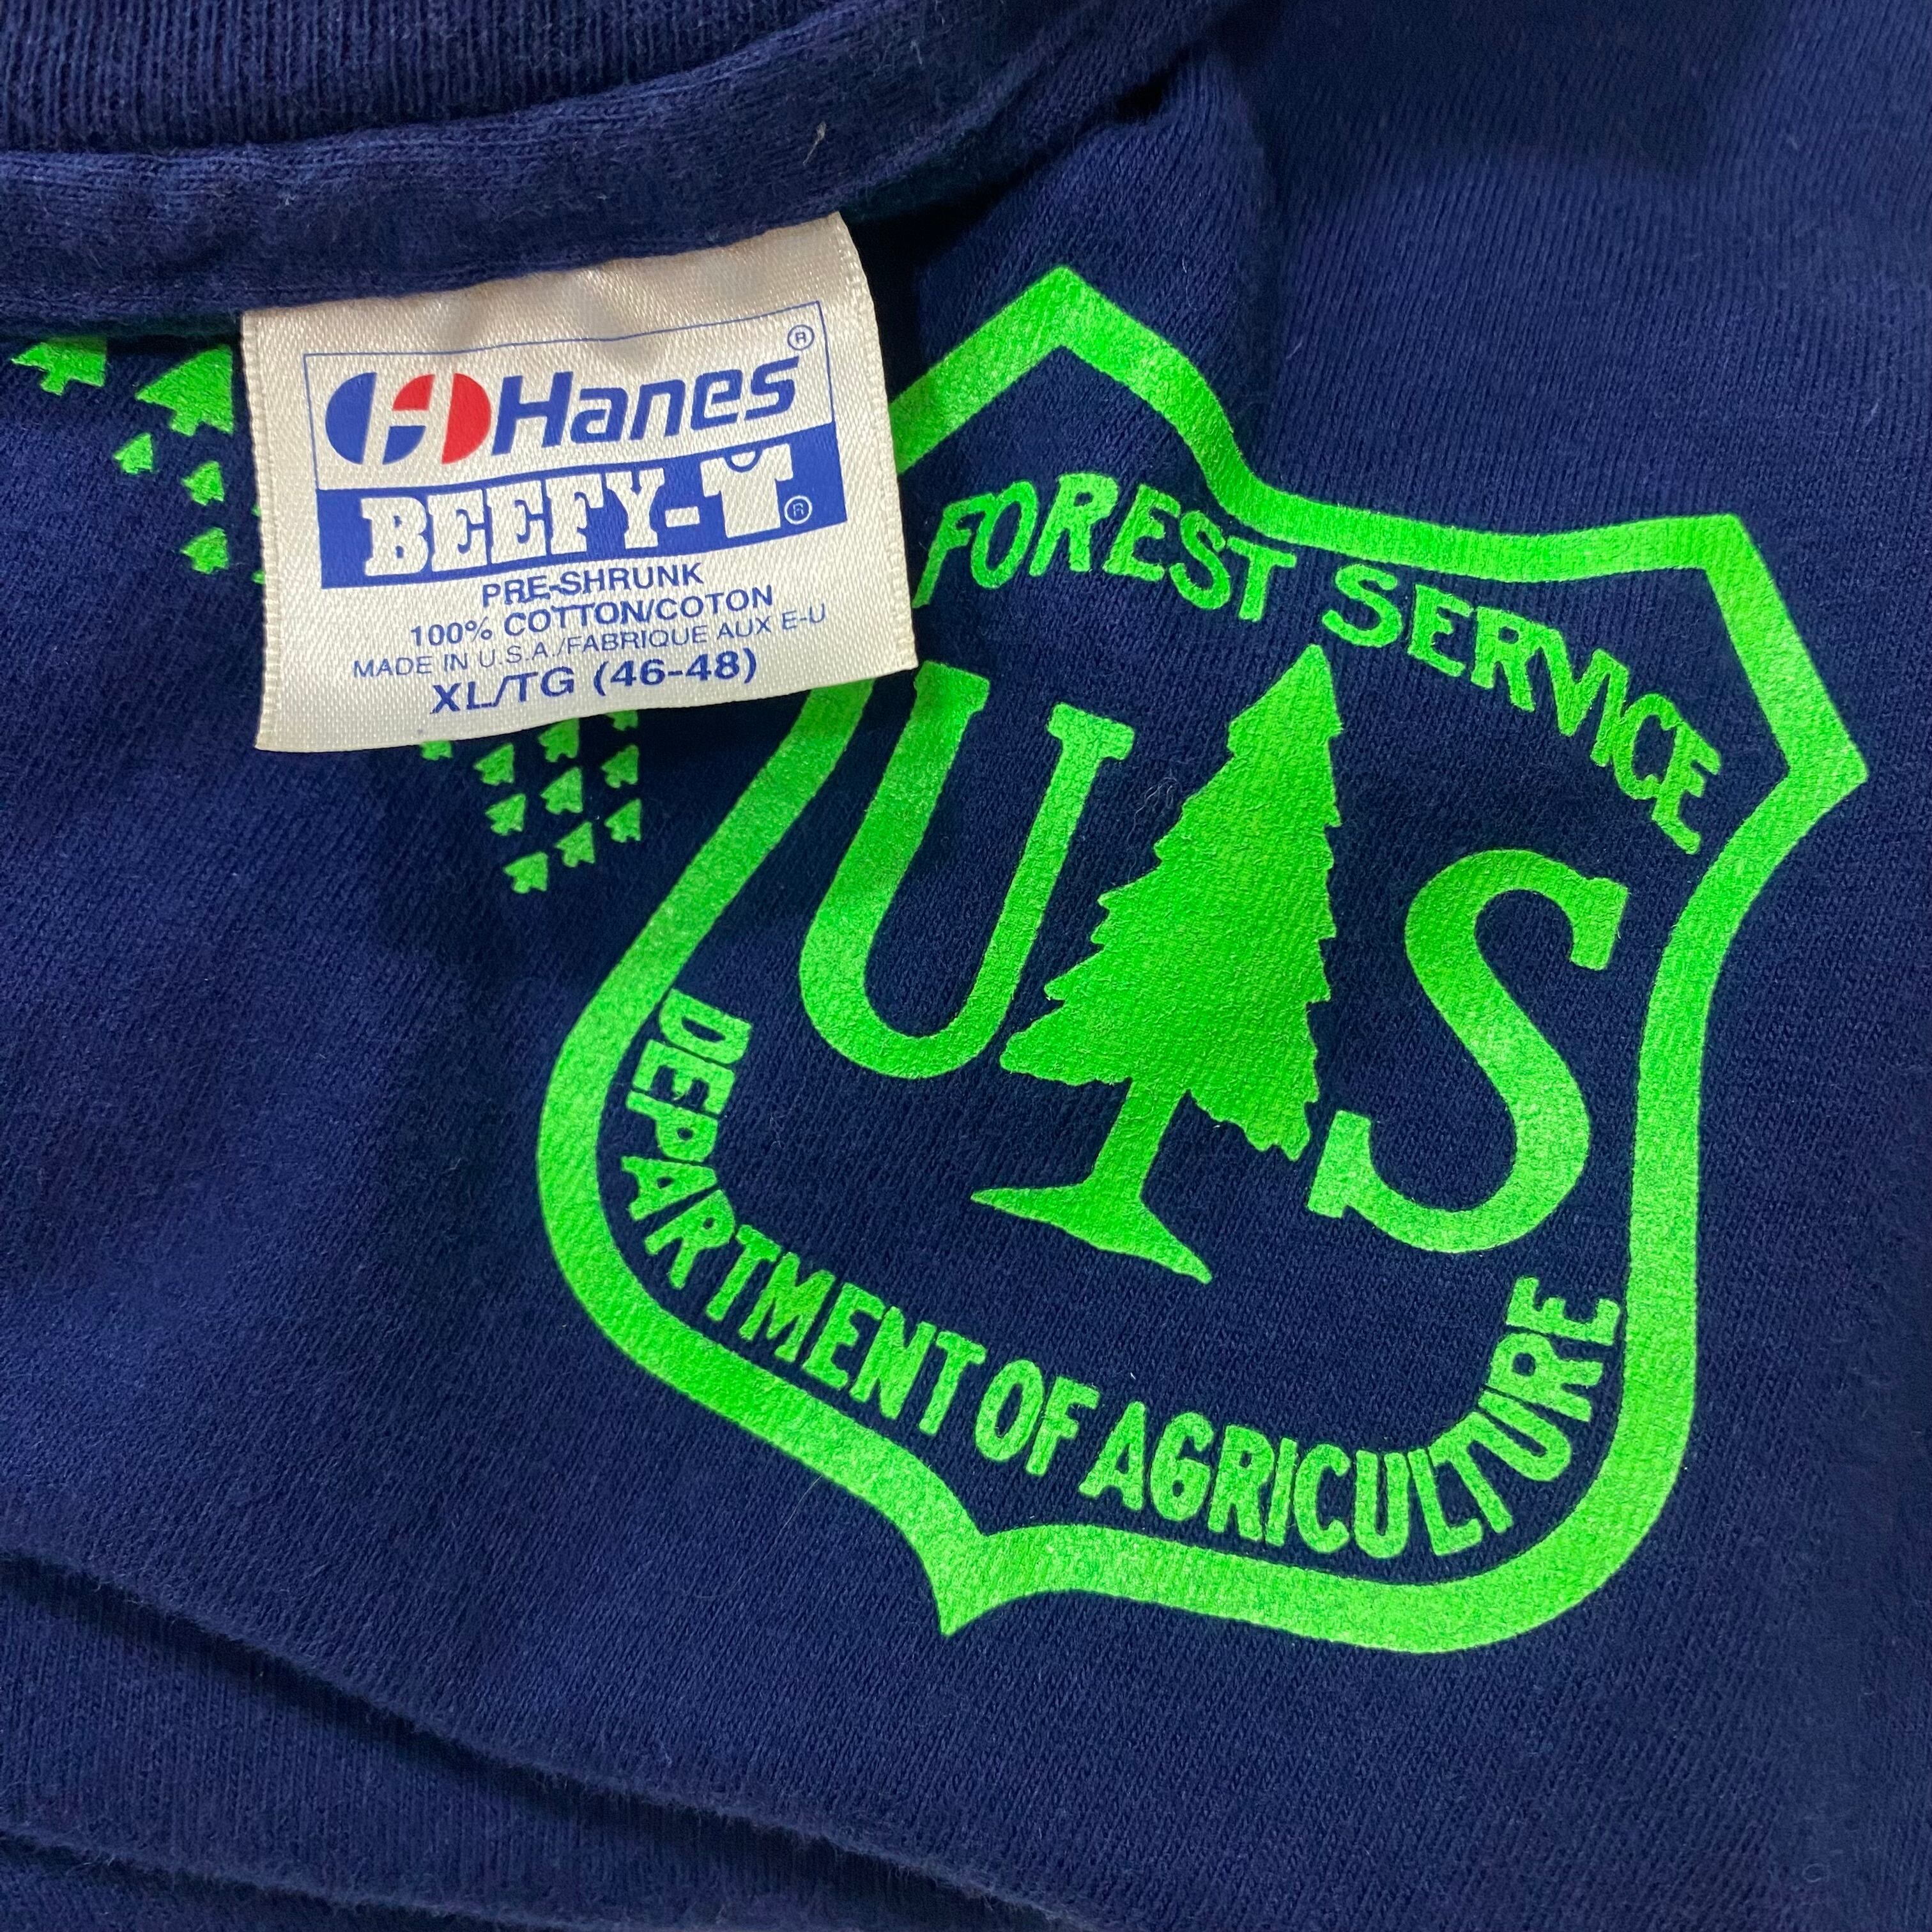 Hanes ®
BEEFY-T ®
PRE-SHRUNK
100% COTTON/COTON
MADE IN U.S.A./FABRIQUE AUX E-U
XL/TG (46-48)
FOREST SERVICE
U S
DEPARTMENT OF AGRICULTURE